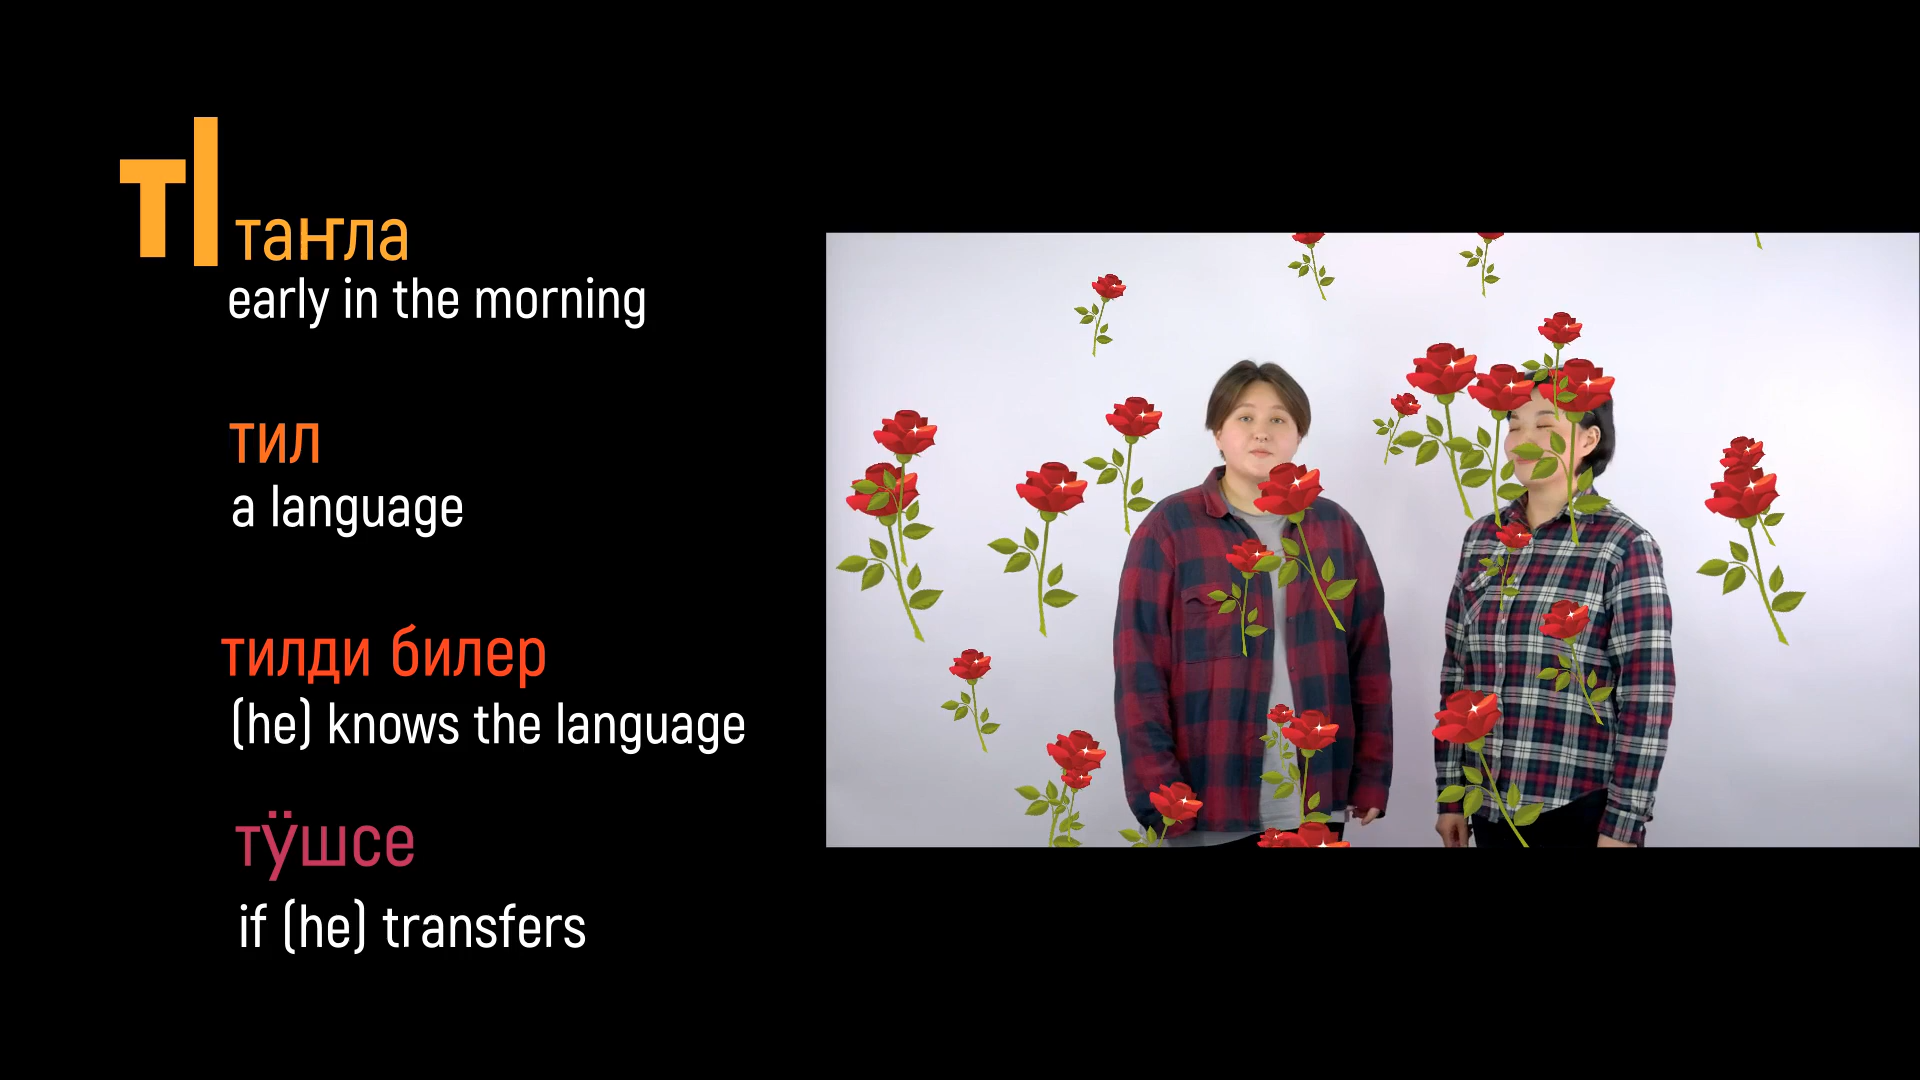 т|
таҥла
early in the morning
тил
a language
тилди билер
(he) knows the language
тӱшсе
if (he) transfers